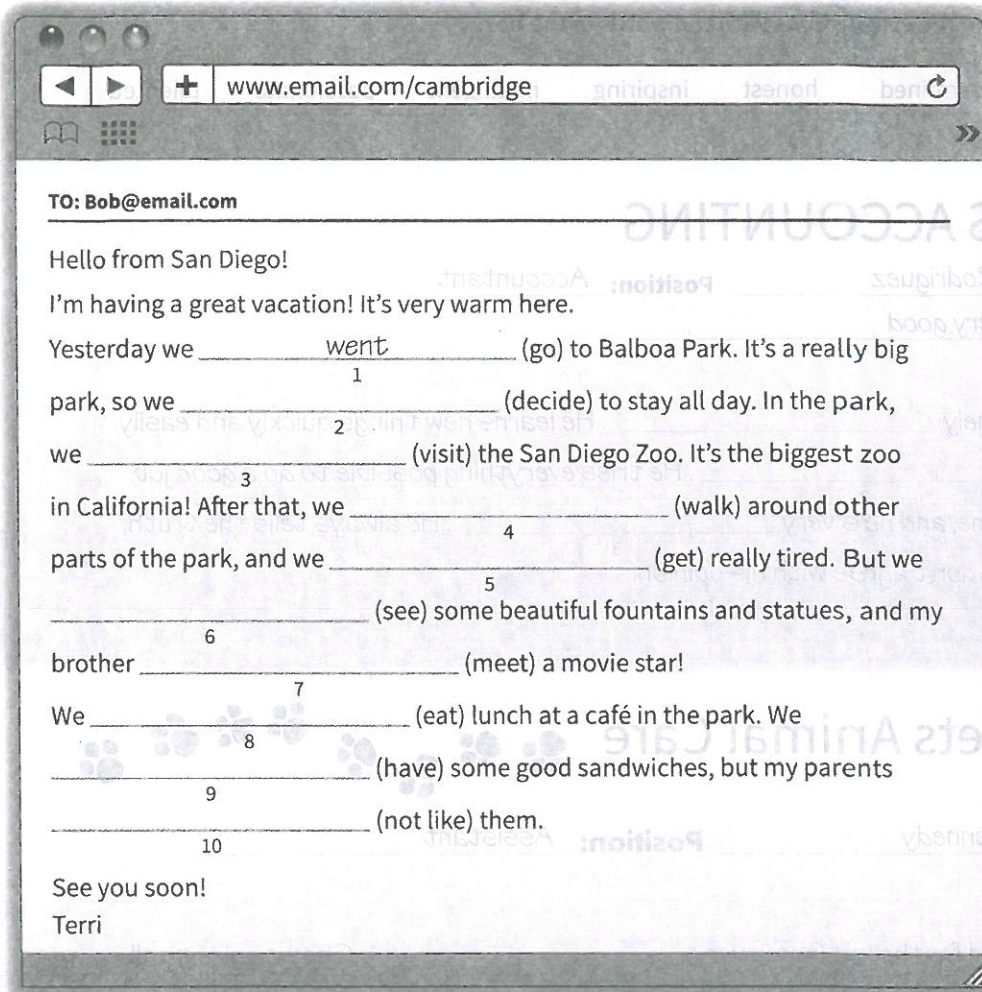 www.email.com/cambridge
TO: Bob@email.com
Hello from San Diego!
I'm having a great vacation! It's very warm here.
Yesterday we went (go) to Balboa Park. It's a really big
1
park, so we (decide) to stay all day. In the park,
2
we (visit) the San Diego Zoo. It's the biggest zoo
3
in California! After that, we (walk) around other
4
parts of the park, and we (get) really tired. But we
5
(see) some beautiful fountains and statues, and my
6
brother (meet) a movie star!
7
We (eat) lunch at a café in the park. We
8
(have) some good sandwiches, but my parents
9
(not like) them.
10
See you soon!
Terri